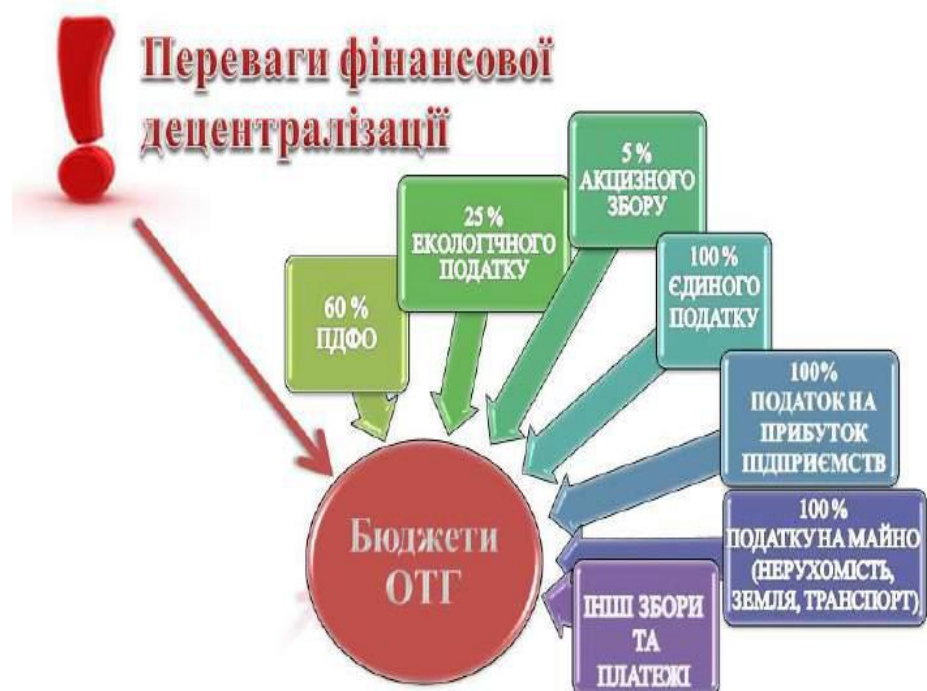 Переваги фінансової
децентралізації
60 %
ПДФО
25 %
ЕКОЛОГІЧНОГО
ПОДАТКУ
5 %
АКЦИЗНОГО
ЗБОРУ
100 %
ЄДИНОГО
ПОДАТКУ
100%
ПОДАТОК НА
ПРИБУТОК
ПІДПРИЄМСТВ
100 %
ПОДАТКУ НА МАЙНО
(НЕРУХОМІСТЬ,
ЗЕМЛЯ, ТРАНСПОРТ)
ІНШІ ЗБОРИ
ТА
ПЛАТЕЖІ
Бюджети
ОТГ